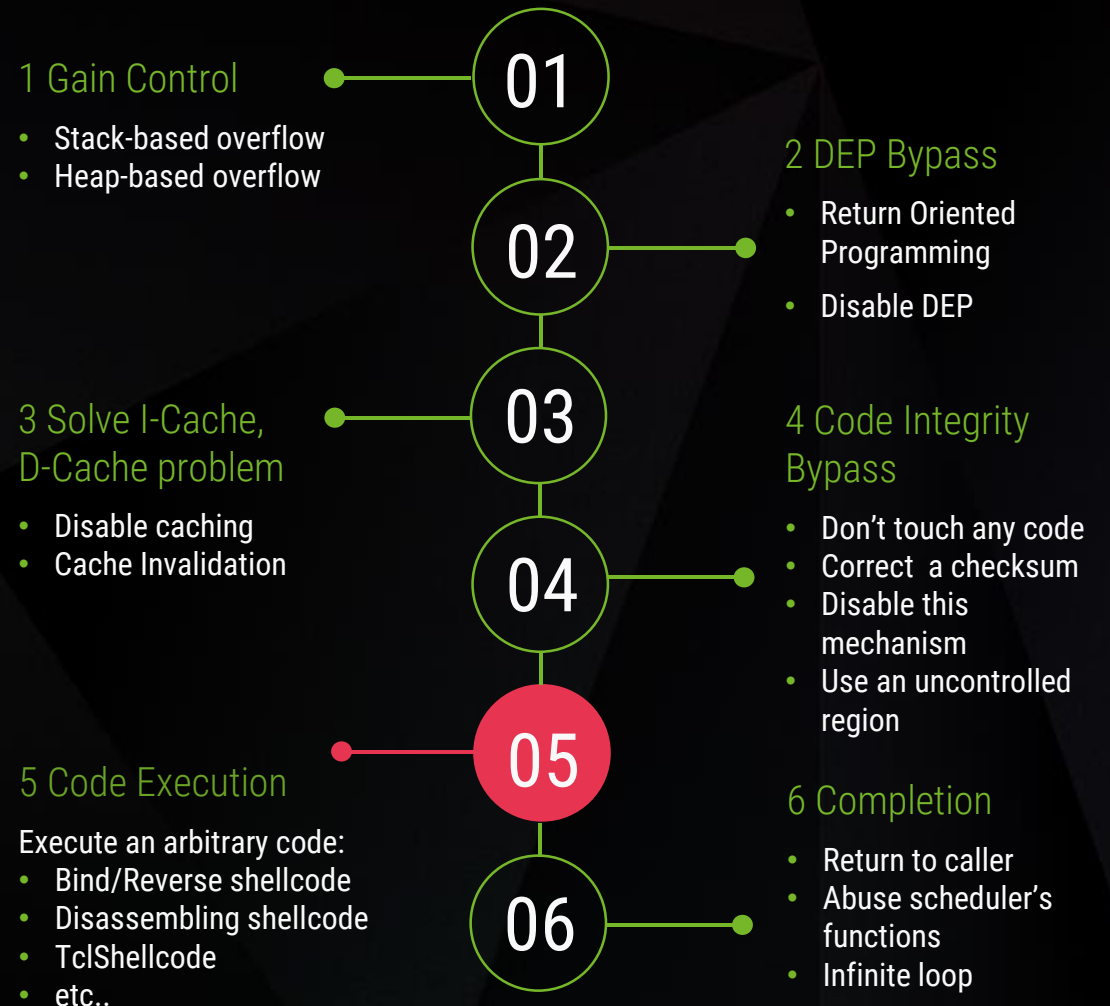 01
1 Gain Control
• Stack-based overflow
• Heap-based overflow
02
2 DEP Bypass
• Return Oriented
Programming
• Disable DEP
03
3 Solve I-Cache,
D-Cache problem
• Disable caching
• Cache Invalidation
04
4 Code Integrity
Bypass
• Don’t touch any code
• Correct  a checksum
• Disable this
mechanism
• Use an uncontrolled
region
05
5 Code Execution
Execute an arbitrary code:
• Bind/Reverse shellcode
• Disassembling shellcode
• TclShellcode
• etc..
06
6 Completion
• Return to caller
• Abuse scheduler’s
functions
• Infinite loop